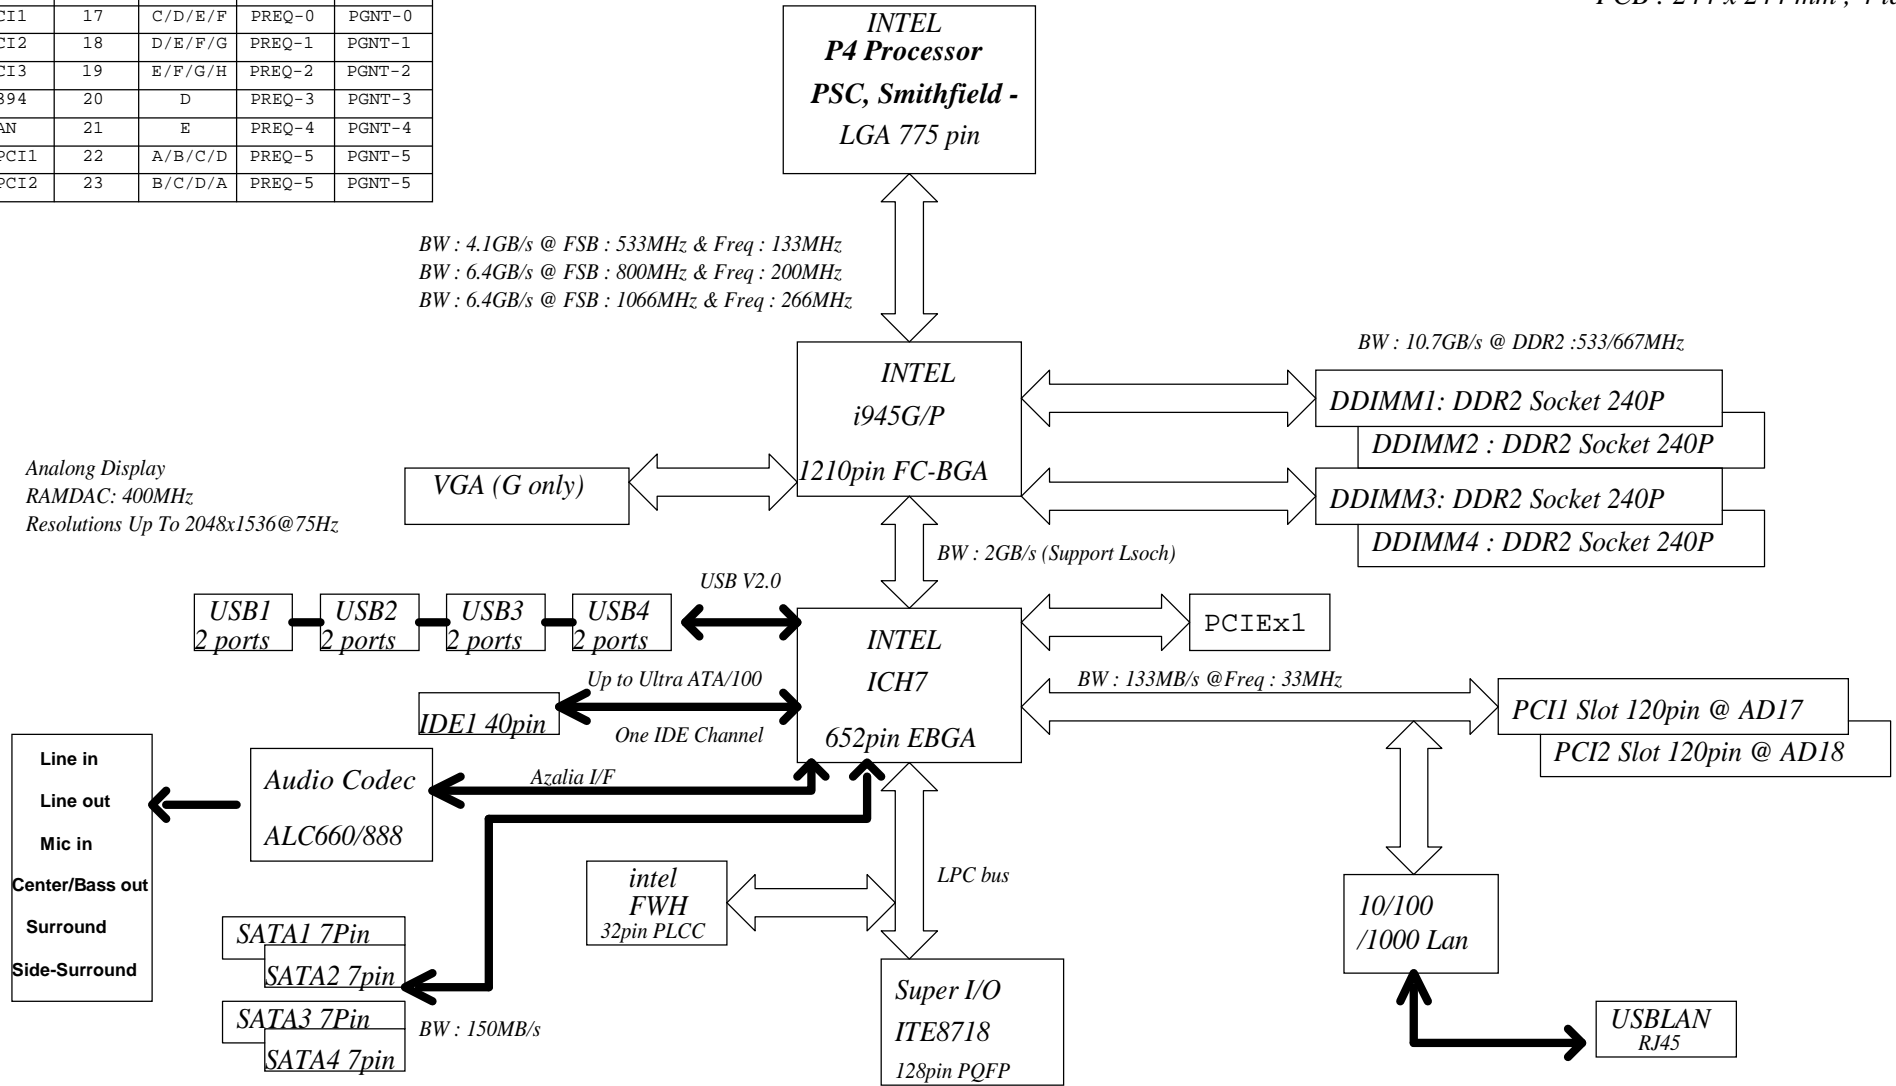 CI1 17 C/D/E/F PREQ-0 PGNT-0
CI2 18 D/E/F/G PREQ-1 PGNT-1
CI3 19 E/F/G/H PREQ-2 PGNT-2
394 20 D PREQ-3 PGNT-3
AN 21 E PREQ-4 PGNT-4
PCI1 22 A/B/C/D PREQ-5 PGNT-5
PCI2 23 B/C/D/A PREQ-5 PGNT-5
INTEL
P4 Processor
PSC, Smithfield -
LGA 775 pin
BW : 4.1GB/s @ FSB : 533MHz & Freq : 133MHz
BW : 6.4GB/s @ FSB : 800MHz & Freq : 200MHz
BW : 6.4GB/s @ FSB : 1066MHz & Freq : 266MHz
INTEL
i945G/P
1210pin FC-BGA
BW : 10.7GB/s @ DDR2 :533/667MHz
DDIMM1: DDR2 Socket 240P
DDIMM2 : DDR2 Socket 240P
DDIMM3: DDR2 Socket 240P
DDIMM4 : DDR2 Socket 240P
Analong Display
RAMDAC: 400MHz
Resolutions Up To 2048x1536@75Hz
VGA (G only)
BW : 2GB/s (Support Lsoch)
USB V2.0
USB1
2 ports
USB2
2 ports
USB3
2 ports
USB4
2 ports
INTEL
ICH7
652pin EBGA
PCIEx1
Up to Ultra ATA/100
IDE1 40pin
One IDE Channel
BW : 133MB/s @Freq : 33MHz
PCI1 Slot 120pin @ AD17
PCI2 Slot 120pin @ AD18
Line in
Line out
Mic in
Center/Bass out
Surround
Side-Surround
Audio Codec
ALC660/888
Azalia I/F
intel
FWH
32pin PLCC
LPC bus
10/100
/1000 Lan
SATA1 7Pin
SATA2 7pin
SATA3 7Pin
SATA4 7pin
BW : 150MB/s
Super I/O
ITE8718
128pin PQFP
USBLAN
RJ45